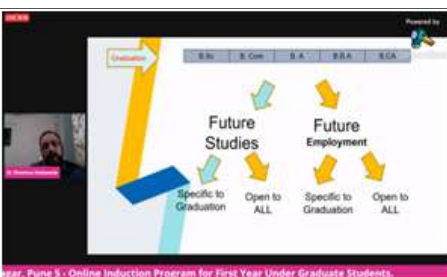 Powered by
Graduation
B.Sc B. Com B. A B.B.A B.CA
Future
Studies
Future
Employment
Specific to
Graduation
Open to
ALL
Specific to
Graduation
Open to
ALL
agar, Pune 5 - Online Induction Program for First Year Under Graduate Students.